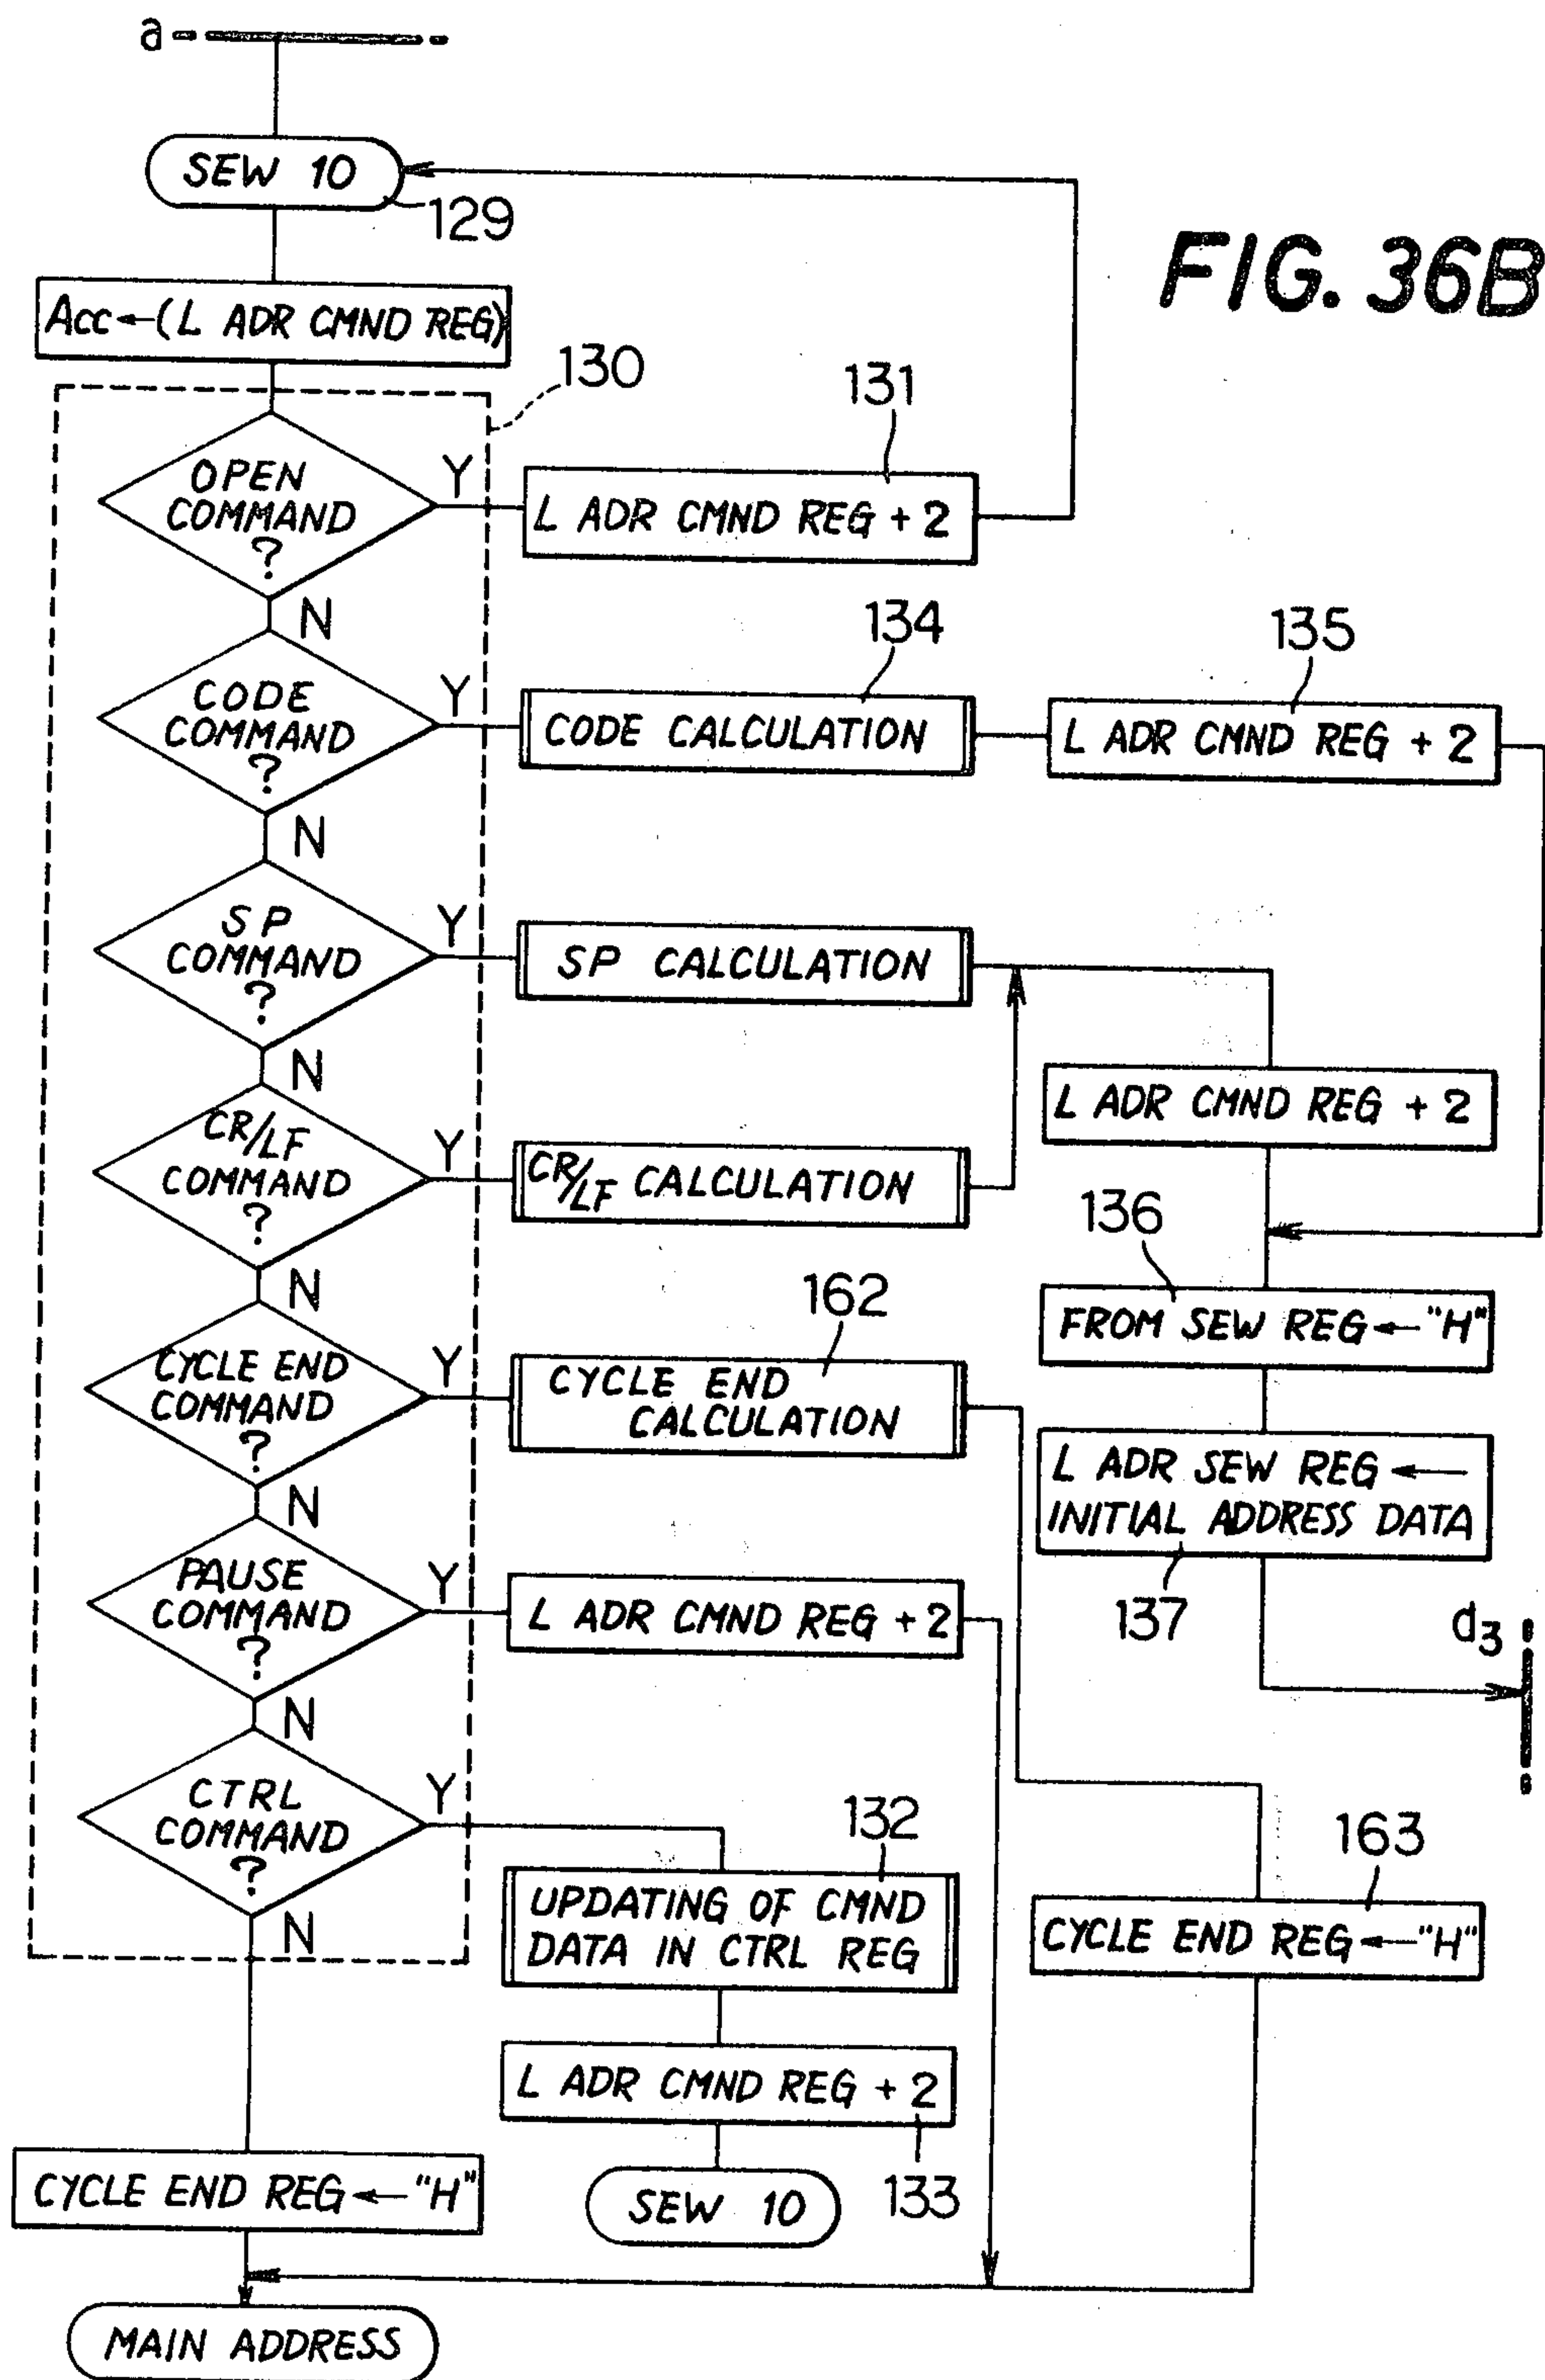 a
SEW 10
129
FIG. 36B
Acc←(L ADR CMND REG)
130
131
OPEN
COMMAND
?
Y
L ADR CMND REG + 2
N
134
135
CODE
COMMAND
?
Y
CODE CALCULATION
L ADR CMND REG + 2
N
SP
COMMAND
?
Y
SP CALCULATION
N
L ADR CMND REG + 2
CR/LF
COMMAND
?
Y
CR/LF CALCULATION
136
N
162
FROM SEW REG←"H"
CYCLE END
COMMAND
?
Y
CYCLE END
CALCULATION
N
L ADR SEW REG←
INITIAL ADDRESS DATA
137
d3
PAUSE
COMMAND
?
Y
L ADR CMND REG + 2
N
CTRL
COMMAND
?
Y
132
163
UPDATING OF CMND
DATA IN CTRL REG
N
CYCLE END REG←"H"
L ADR CMND REG + 2
133
CYCLE END REG←"H"
SEW 10
MAIN ADDRESS